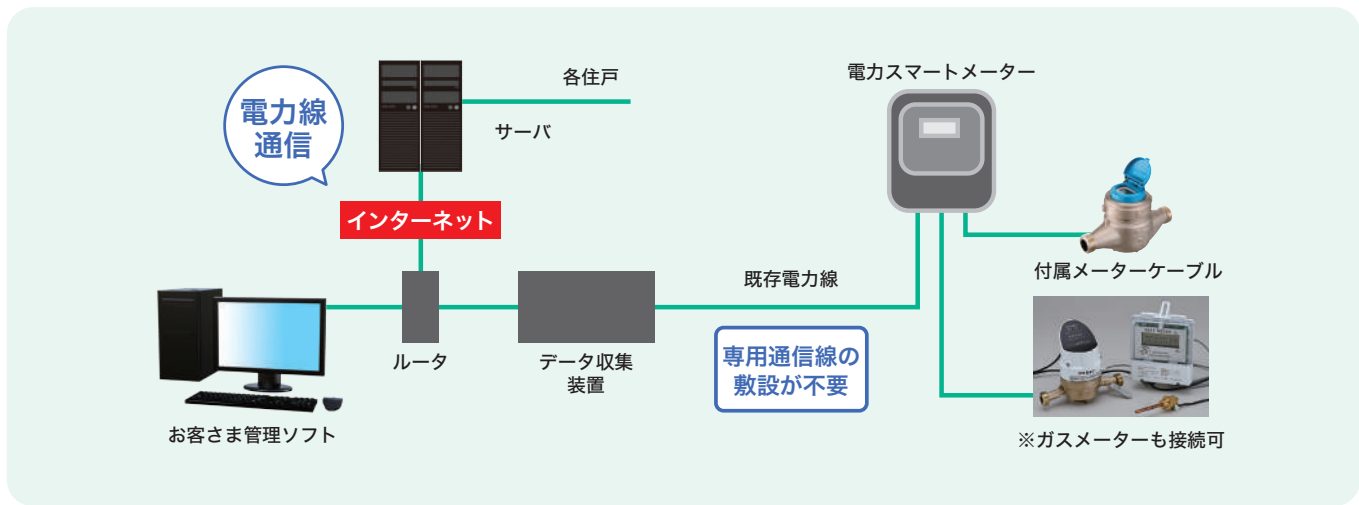 電力線
通信
各住戸
サーバ
インターネット
電力スマートメーター
付属メーターケーブル
既存電力線
専用通信線の
敷設が不要
ルータ
データ収集
装置
お客さま管理ソフト
※ガスメーターも接続可